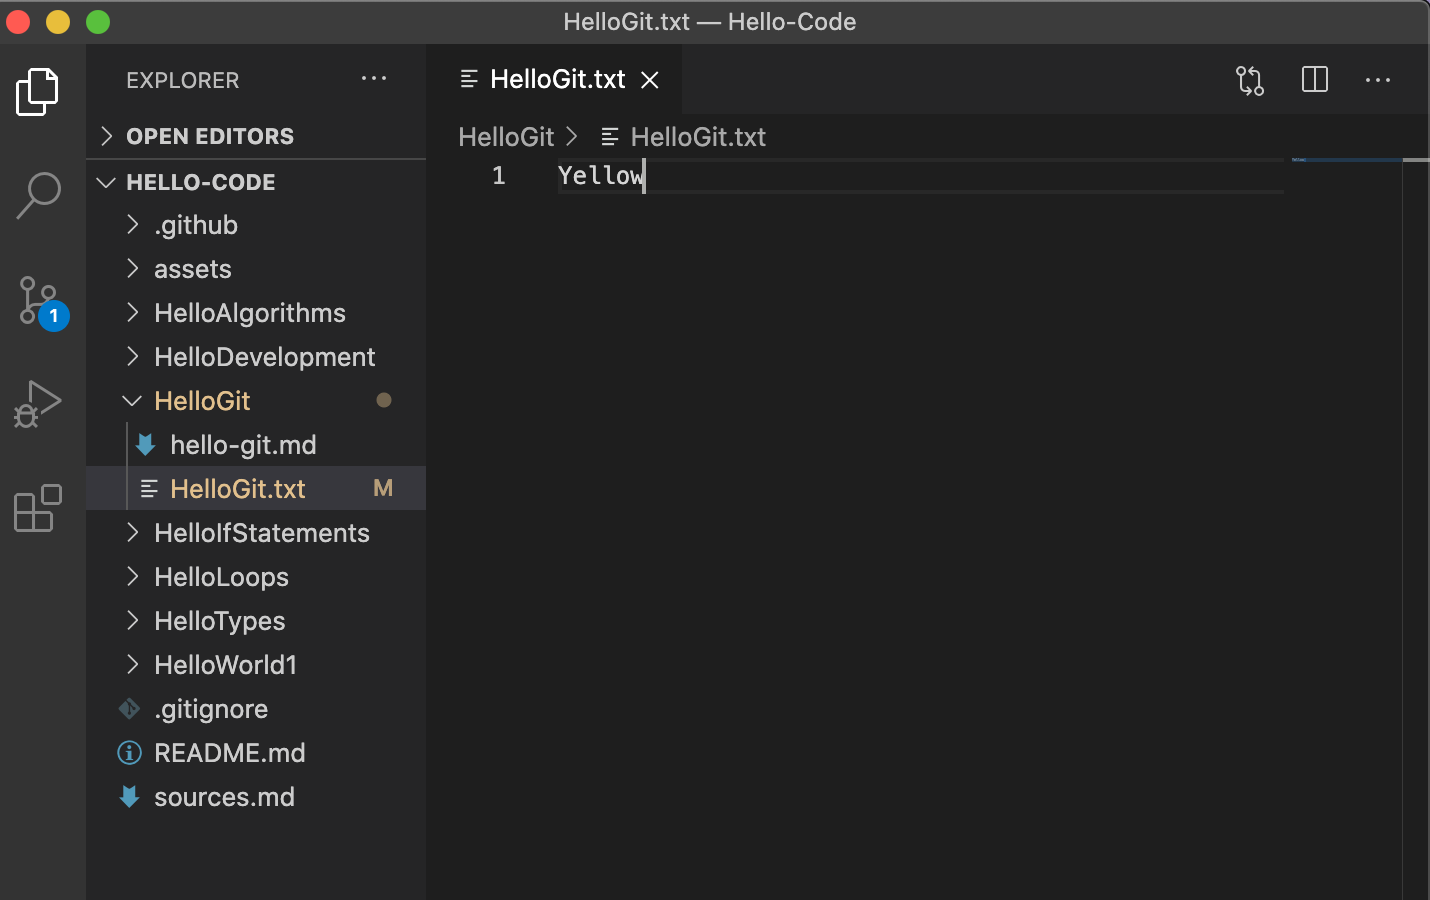 HelloGit.txt — Hello-Code
EXPLORER
OPEN EDITORS
HELLO-CODE
.github
assets
HelloAlgorithms
HelloDevelopment
HelloGit
hello-git.md
HelloGit.txt M
HelloIfStatements
HelloLoops
HelloTypes
HelloWorld1
.gitignore
README.md
sources.md
1
HelloGit.txt
HelloGit > HelloGit.txt
1 Yellow